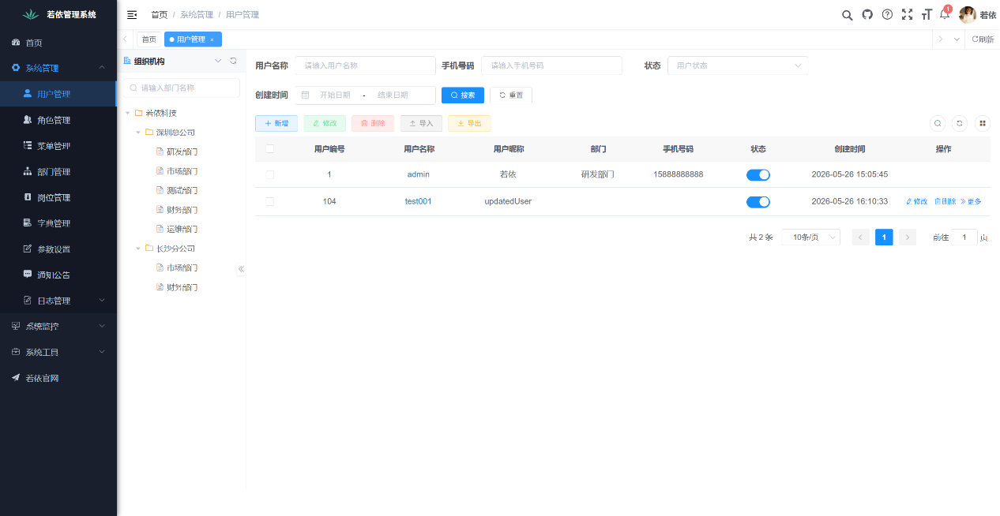 若依管理系统
首页 / 系统管理 / 用户管理
1
若依
首页
用户管理 ×
刷新
首页
系统管理
用户管理
角色管理
菜单管理
部门管理
岗位管理
字典管理
参数设置
通知公告
日志管理
系统监控
系统工具
若依官网
组织机构
请输入部门名称
若依科技
深圳总公司
研发部门
市场部门
测试部门
财务部门
运维部门
长沙分公司
市场部门
财务部门
用户名称 请输入用户名称 手机号码 请输入手机号码 状态 用户状态
创建时间 开始日期 - 结束日期 搜索 重置
新增 修改 删除 导入 导出
用户编号 用户名称 用户昵称 部门 手机号码 状态 创建时间 操作
1 admin 若依 研发部门 15888888888 2026-05-26 15:05:45
104 test001 updatedUser 2026-05-26 16:10:33 修改 删除 更多
共 2 条 10条/页 1 前往 1 页